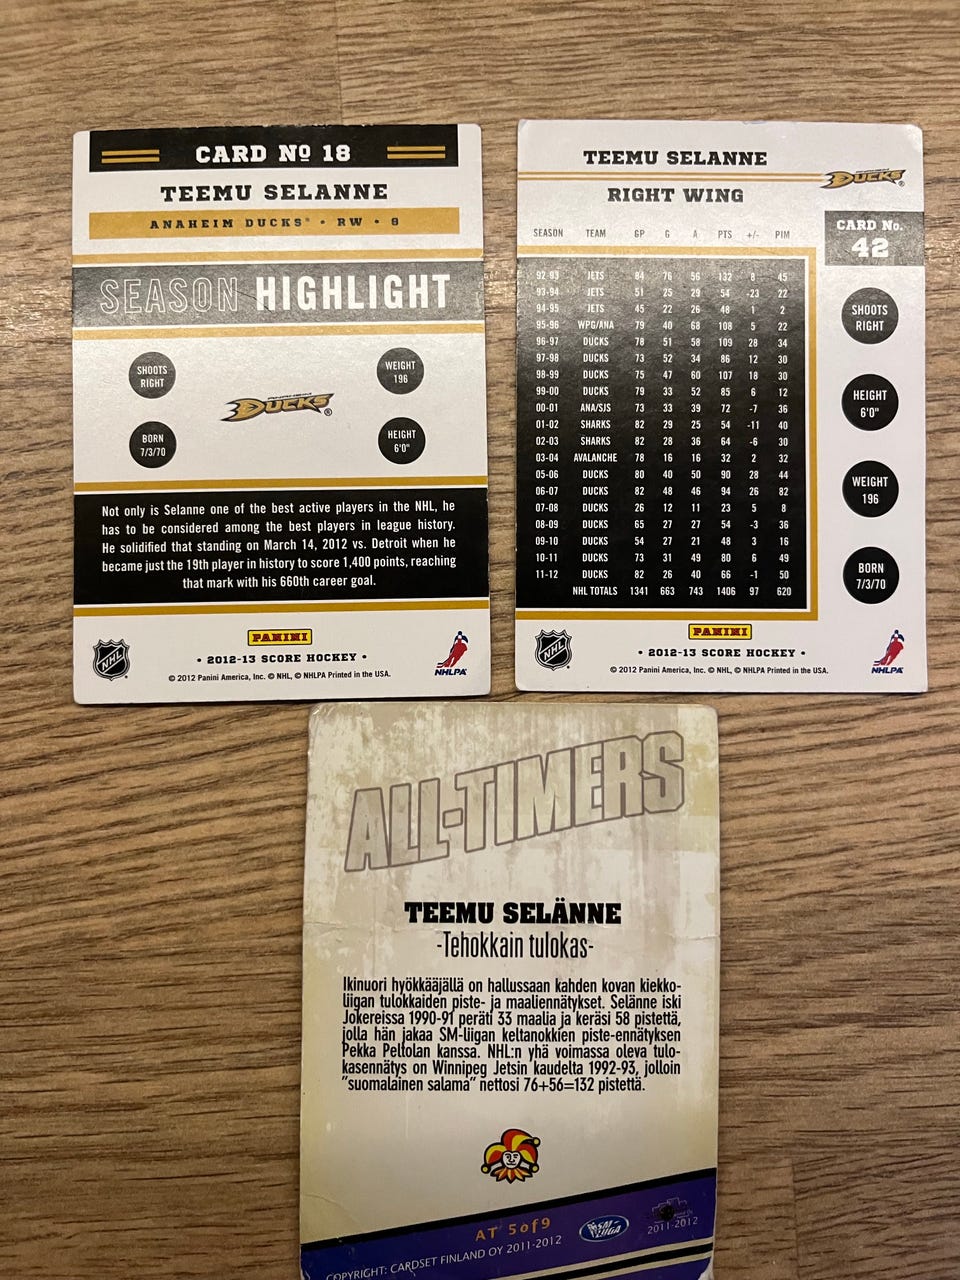 CARD Nº 18
TEEMU SELANNE
ANAHEIM DUCKS® • RW • 8
SEASON HIGHLIGHT
SHOOTS RIGHT
WEIGHT 196
DUCKS®
BORN 7/3/70
HEIGHT 6'0"
Not only is Selanne one of the best active players in the NHL, he
has to be considered among the best players in league history.
He solidified that standing on March 14, 2012 vs. Detroit when he
became just the 19th player in history to score 1,400 points, reaching
that mark with his 660th career goal.
PANINI
NHL
• 2012-13 SCORE HOCKEY •
NHLPA
© 2012 Panini America, Inc. © NHL, © NHLPA Printed in the USA.
TEEMU SELANNE
DUCKS®
RIGHT WING
CARD No.
42
SEASON TEAM GP G A PTS +/- PIM
92-93 JETS 84 76 56 132 8 45
93-94 JETS 51 25 29 54 -23 22
94-95 JETS 45 22 26 48 1 2
95-96 WPG/ANA 79 40 68 108 5 22
96-97 DUCKS 78 51 58 109 28 34
97-98 DUCKS 73 52 34 86 12 30
98-99 DUCKS 75 47 60 107 18 30
99-00 DUCKS 79 33 52 85 6 12
00-01 ANA/SJS 73 33 39 72 -7 36
01-02 SHARKS 82 29 25 54 -11 40
02-03 SHARKS 82 28 36 64 -6 30
03-04 AVALANCHE 78 16 16 32 2 32
05-06 DUCKS 80 40 50 90 28 44
06-07 DUCKS 82 48 46 94 26 82
07-08 DUCKS 26 12 11 23 5 8
08-09 DUCKS 65 27 27 54 -3 36
09-10 DUCKS 54 27 21 48 3 16
10-11 DUCKS 73 31 49 80 6 49
11-12 DUCKS 82 26 40 66 -1 50
NHL TOTALS 1341 663 743 1406 97 620
SHOOTS
RIGHT
HEIGHT
6'0"
WEIGHT
196
BORN
7/3/70
PANINI
NHL
• 2012-13 SCORE HOCKEY •
NHLPA
© 2012 Panini America, Inc. © NHL, © NHLPA Printed in the USA.
ALL-TIMERS
TEEMU SELÄNNE
-Tehokkain tulokas-
Ikinuori hyökkääjällä on hallussaan kahden kovan kiekko-
liigan tulokkaiden piste- ja maaliennätykset. Selänne iski
Jokereissa 1990-91 peräti 33 maalia ja keräsi 58 pistettä,
jolla hän jakaa SM-liigan keltanokkien piste-ennätyksen
Pekka Peltolan kanssa. NHL:n yhä voimassa oleva tulo-
kasennätys on Winnipeg Jetsin kaudelta 1992-93, jolloin
"suomalainen salama" nettosi 76+56=132 pistettä.
AT 5 of 9
SM-LIIGA
2011-2012
COPYRIGHT: CARDSET FINLAND OY 2011-2012